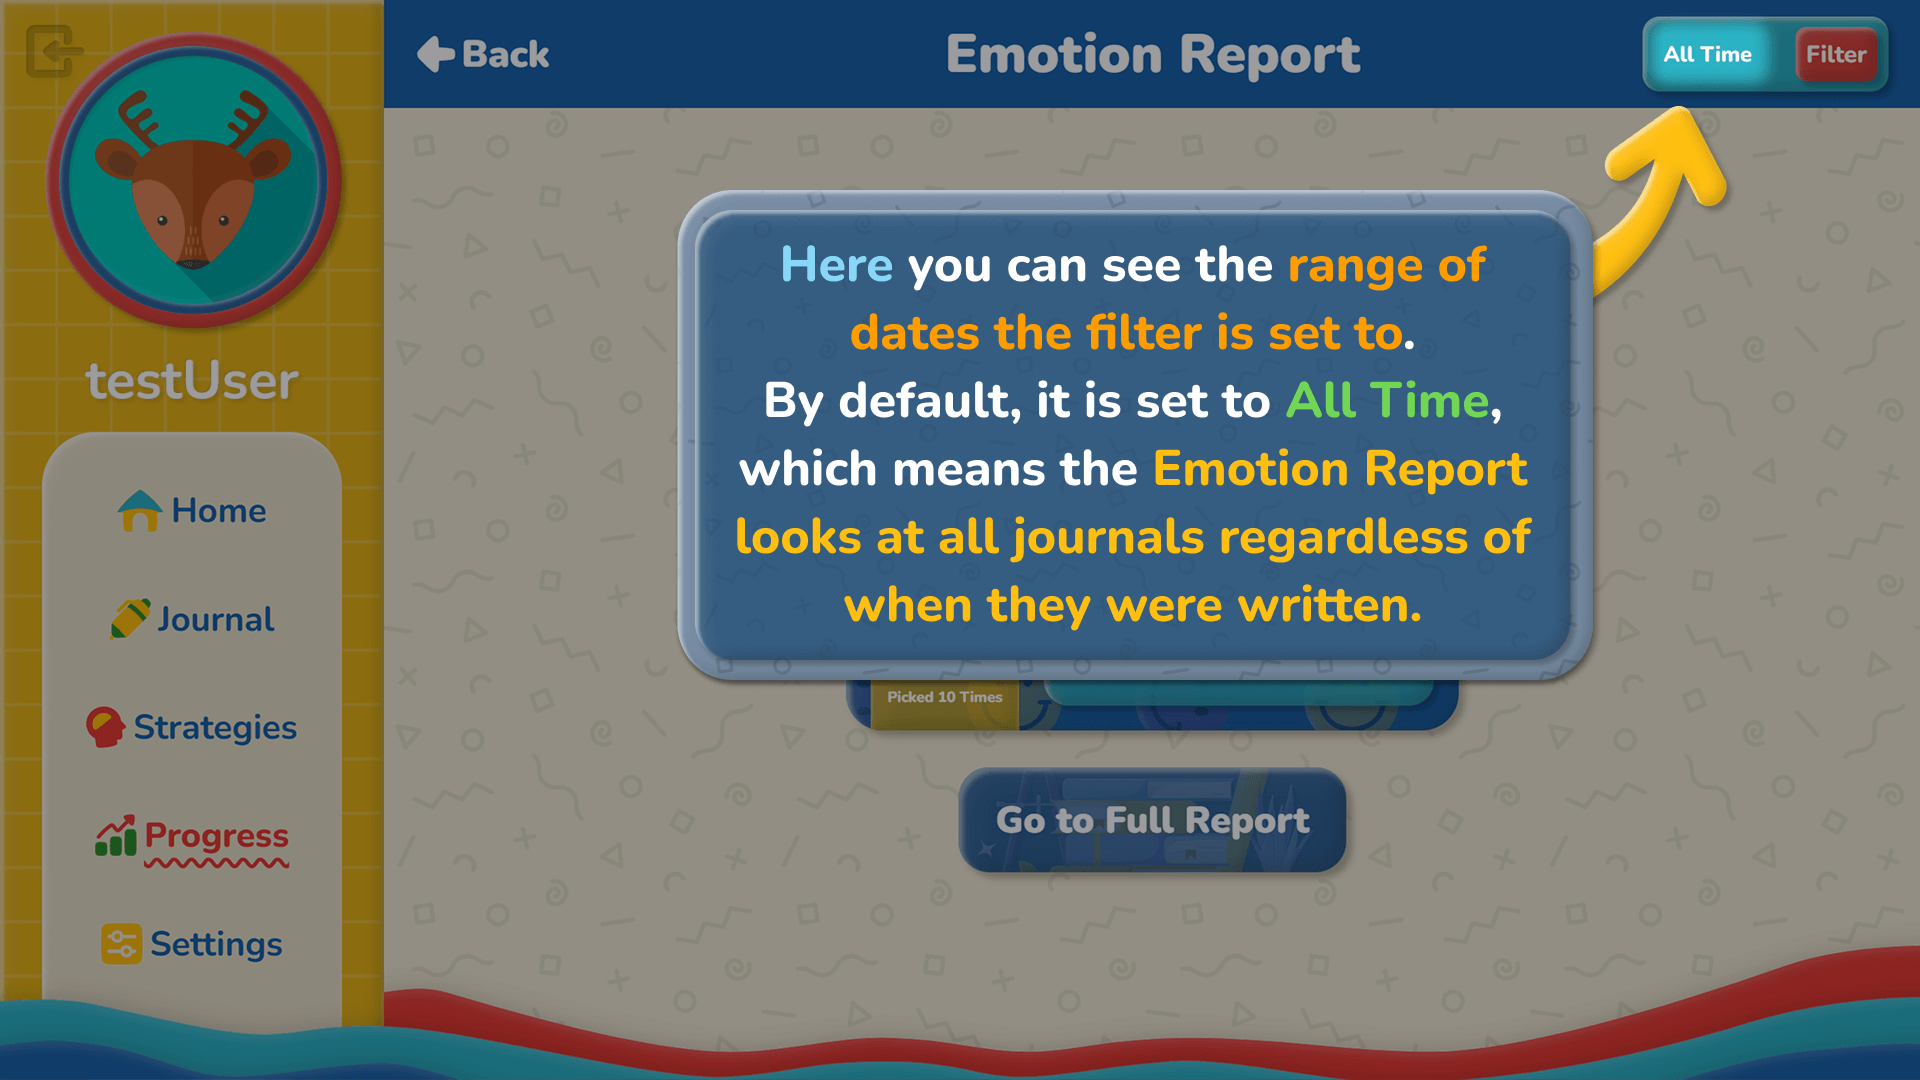 Back
Emotion Report
All Time
Filter
testUser
Home
Journal
Strategies
Progress
Settings
Here you can see the range of
dates the filter is set to.
By default, it is set to All Time,
which means the Emotion Report
looks at all journals regardless of
when they were written.
Picked 10 Times
Go to Full Report